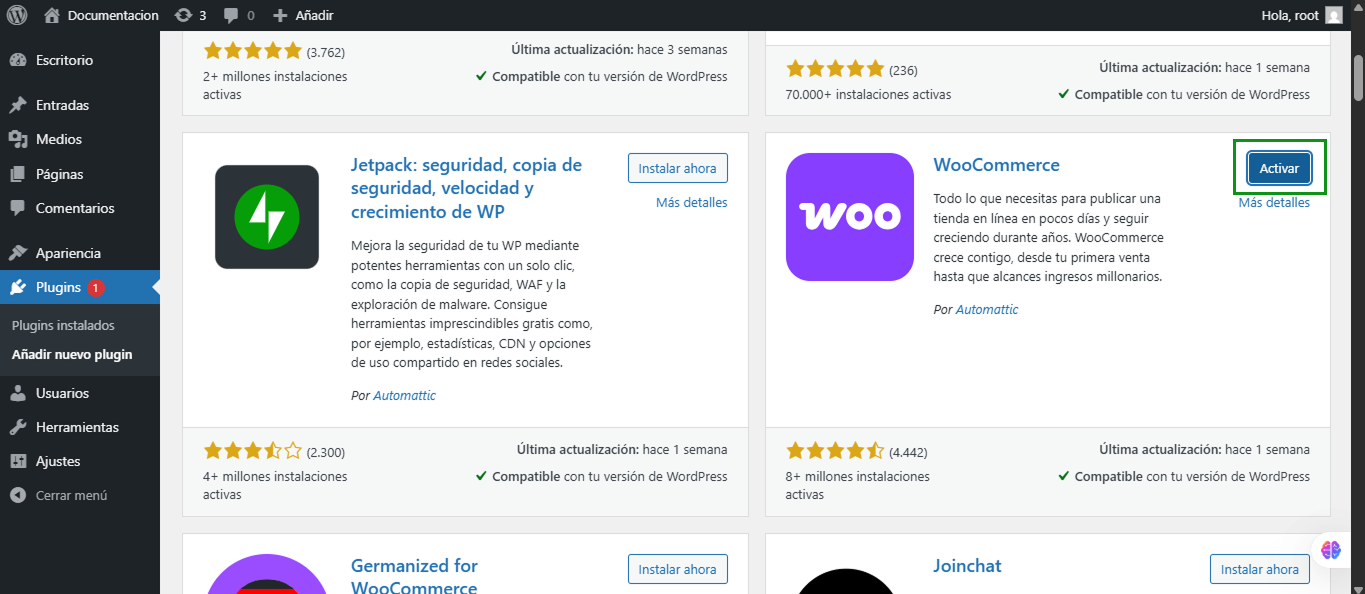 Documentacion
3
0
Añadir
Hola, root
Escritorio
Entradas
Medios
Páginas
Comentarios
Apariencia
Plugins 1
Plugins instalados
Añadir nuevo plugin
Usuarios
Herramientas
Ajustes
Cerrar menú
(3.762)
2+ millones instalaciones
activas
Última actualización: hace 3 semanas
Compatible con tu versión de WordPress
(236)
70.000+ instalaciones activas
Última actualización: hace 1 semana
Compatible con tu versión de WordPress
Jetpack: seguridad, copia de
seguridad, velocidad y
crecimiento de WP
Instalar ahora
Más detalles
Mejora la seguridad de tu WP mediante
potentes herramientas con un solo clic,
como la copia de seguridad, WAF y la
exploración de malware. Consigue
herramientas imprescindibles gratis como,
por ejemplo, estadísticas, CDN y opciones
de uso compartido en redes sociales.
Por Automattic
(2.300)
4+ millones instalaciones
activas
Última actualización: hace 1 semana
Compatible con tu versión de WordPress
woo
WooCommerce
Activar
Más detalles
Todo lo que necesitas para publicar una
tienda en línea en pocos días y seguir
creciendo durante años. WooCommerce
crece contigo, desde tu primera venta
hasta que alcances ingresos millonarios.
Por Automattic
(4.442)
8+ millones instalaciones
activas
Última actualización: hace 1 semana
Compatible con tu versión de WordPress
Germanized for
WooCommerce
Instalar ahora
Joinchat
Instalar ahora